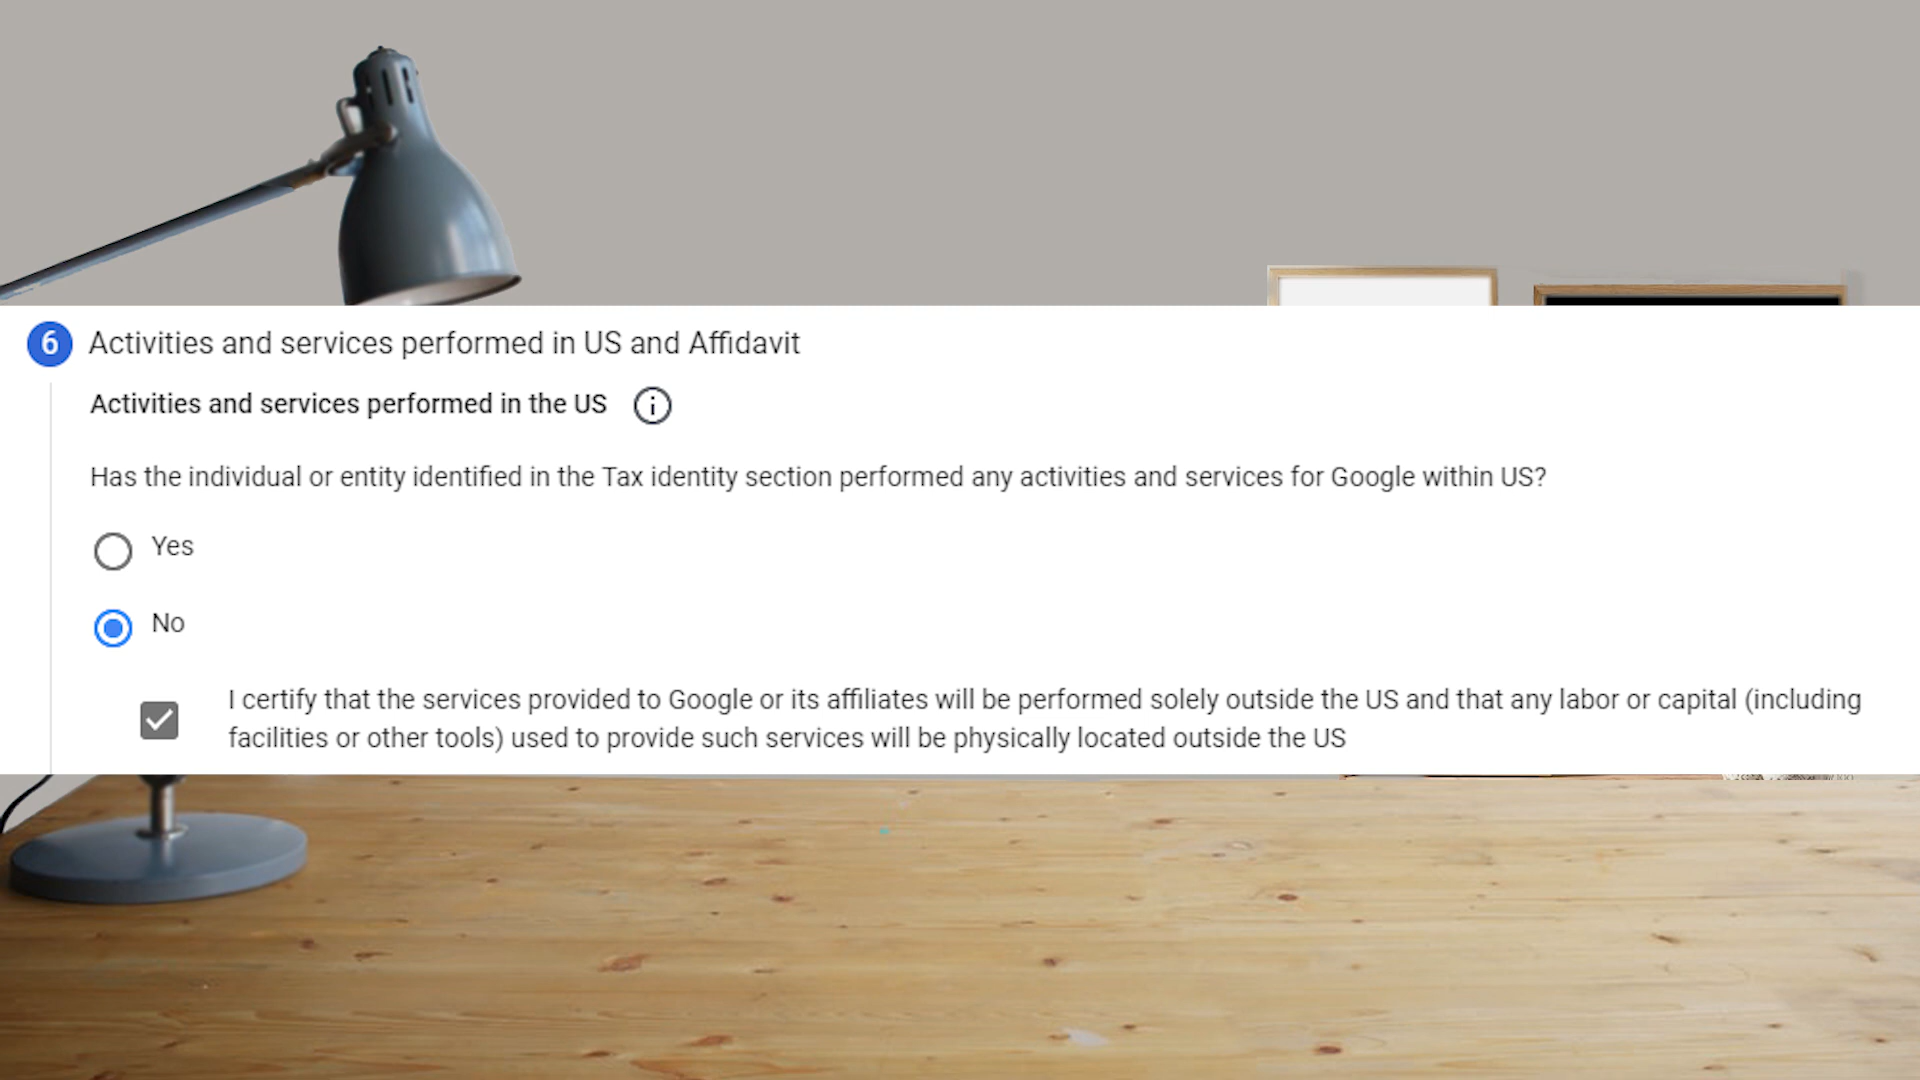 6 Activities and services performed in US and Affidavit
Activities and services performed in the US
Has the individual or entity identified in the Tax identity section performed any activities and services for Google within US?
Yes
No
I certify that the services provided to Google or its affiliates will be performed solely outside the US and that any labor or capital (including
facilities or other tools) used to provide such services will be physically located outside the US